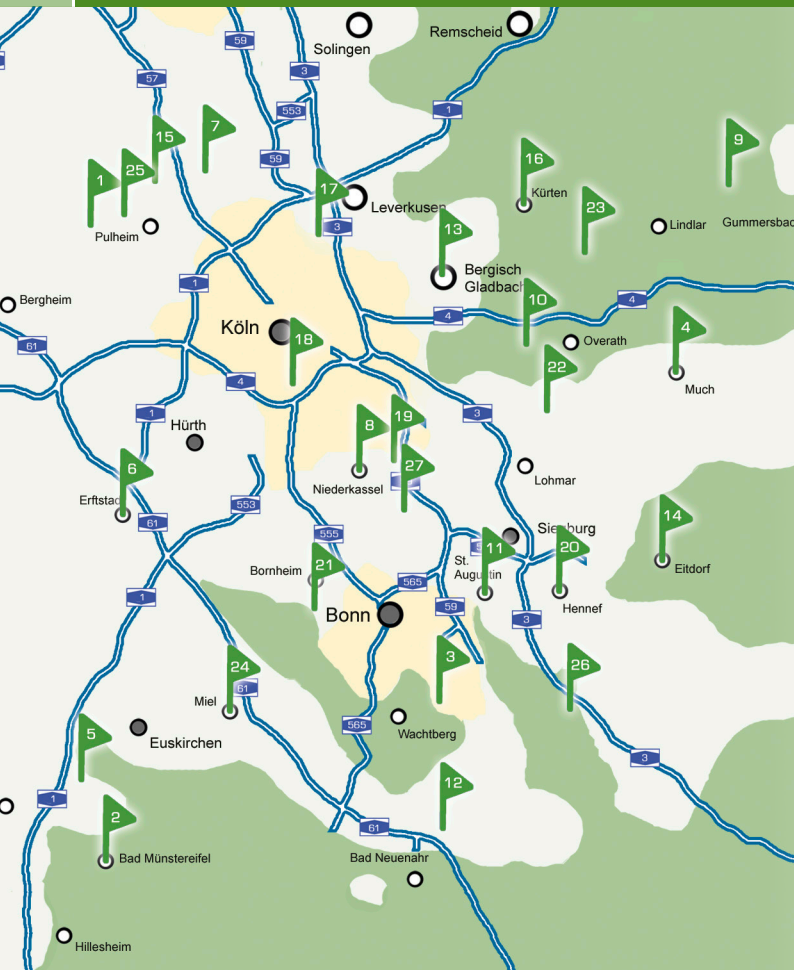 Solingen
Remscheid
59
3
57
1
553
59
7
15
25
1
16
9
17
23
Kürten
Leverkusen
3
13
Lindlar
Pulheim
Bergisch
Gladbach
1
Bergheim
10
4
4
4
Köln
18
Overath
61
22
Much
4
1
3
Hürth
8
19
6
27
Lohmar
Niederkassel
Erftstad
553
61
14
555
11
20
St.
Augustin
Eitdorf
21
Bornheim
565
1
Hennef
59
Bonn
3
3
26
24
61
Miel
565
Wachtberg
5
Euskirchen
3
12
1
2
61
Bad Münstereifel
Bad Neuenahr
Hillesheim